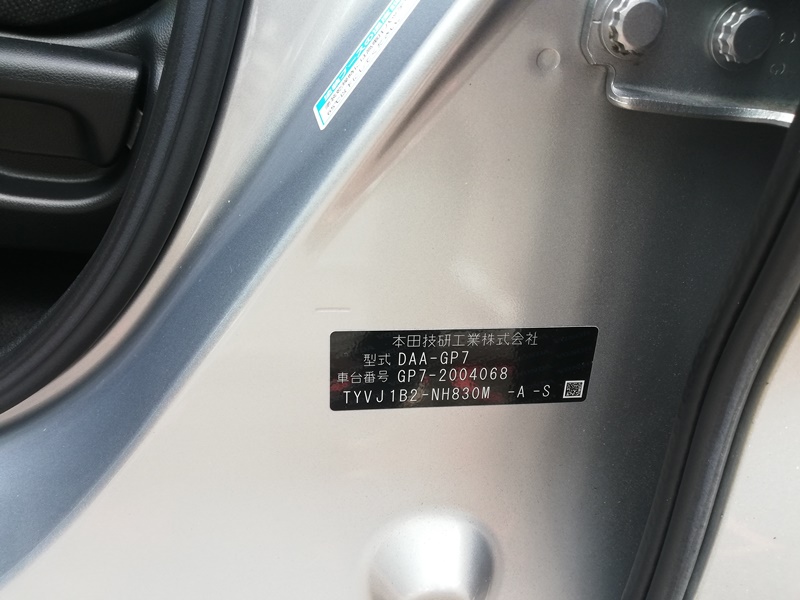 本田技研工業株式会社
型式 DAA-GP7
車台番号 GP7-2004068
TYVJ1B2-NH830M -A -S